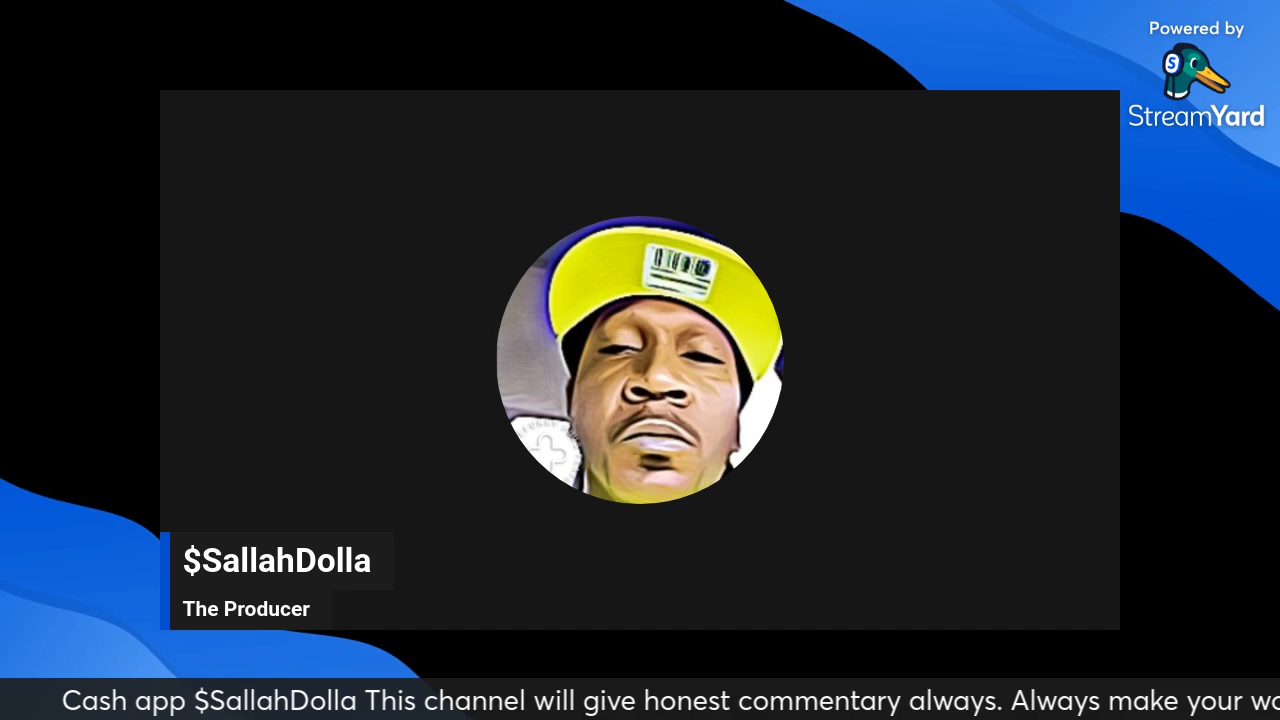 Powered by
StreamYard
$SallahDolla
The Producer
Cash app $SallahDolla This channel will give honest commentary always. Always make your